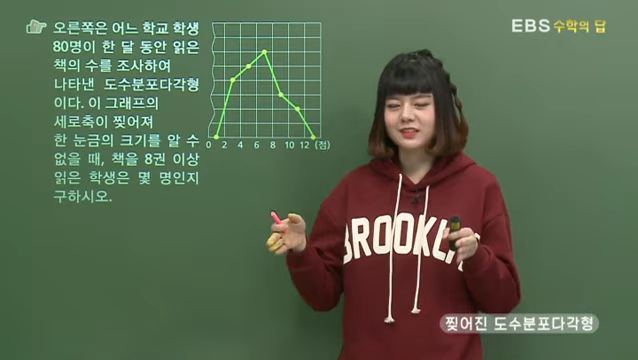 오른쪽은 어느 학교 학생
80명이 한 달 동안 읽은
책의 수를 조사하여
나타낸 도수분포다각형
이다. 이 그래프의
세로축이 찢어져
한 눈금의 크기를 알 수
없을 때, 책을 8권 이상
읽은 학생은 몇 명인지
구하시오.
0 2 4 6 8 10 12 (점)
EBS 수학의 답
BROOKLY
찢어진 도수분포다각형